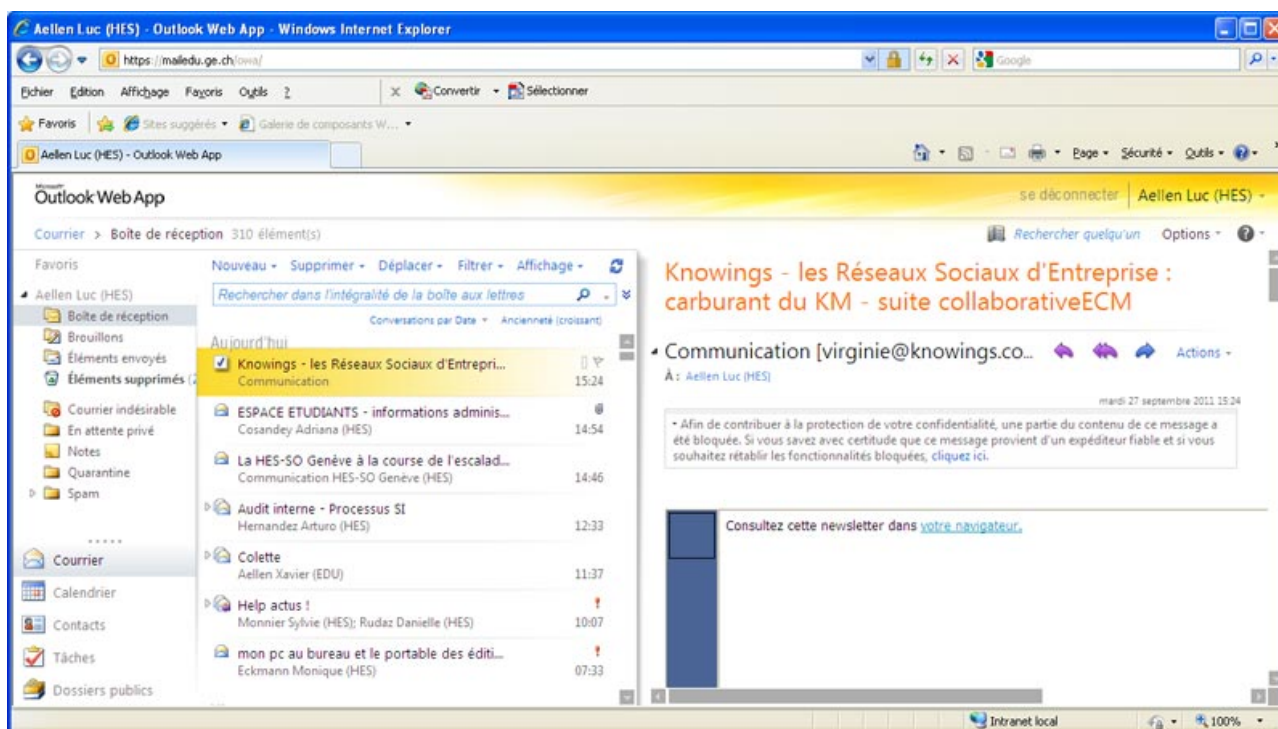 Aellen Luc (HES) - Outlook Web App - Windows Internet Explorer
https://mailedu.ge.ch/owa/
Google
Fichier Edition Affichage Favoris Outils ?
Convertir
Sélectionner
Favoris
Sites suggérés
Galerie de composants W...
Aellen Luc (HES) - Outlook Web App
Page Sécurité Outils
Microsoft
Outlook Web App
se déconnecter
Aellen Luc (HES)
Courrier > Boîte de réception 310 élément(s)
Rechercher quelqu'un
Options
Favoris
Aellen Luc (HES)
Boîte de réception
Brouillons
Éléments envoyés
Éléments supprimés (2
Courrier indésirable
En attente privé
Notes
Quarantine
Spam
Courrier
Calendrier
Contacts
Tâches
Dossiers publics
Nouveau Supprimer Déplacer Filtrer Affichage
Rechercher dans l'intégralité de la boîte aux lettres
Conversations par Date Ancienneté (croissant)
Aujourd'hui
Knowings - les Réseaux Sociaux d'Entrepri...
Communication 15:24
ESPACE ETUDIANTS - informations adminis...
Cosandey Adriana (HES) 14:54
La HES-SO Genève à la course de l'escalad...
Communication HES-SO Genève (HES) 14:46
Audit interne - Processus SI
Hernandez Arturo (HES) 12:33
Colette
Aellen Xavier (EDU) 11:37
Help actus !
Monnier Sylvie (HES); Rudaz Danielle (HES) 10:07
mon pc au bureau et le portable des éditi...
Eckmann Monique (HES) 07:33
Knowings - les Réseaux Sociaux d'Entreprise :
carburant du KM - suite collaborativeECM
Communication [virginie@knowings.co...
Actions
À : Aellen Luc (HES)
mardi 27 septembre 2011 15:24
• Afin de contribuer à la protection de votre confidentialité, une partie du contenu de ce message a
été bloquée. Si vous savez avec certitude que ce message provient d'un expéditeur fiable et si vous
souhaitez rétablir les fonctionnalités bloquées, cliquez ici.
Consultez cette newsletter dans votre navigateur.
Intranet local
100%